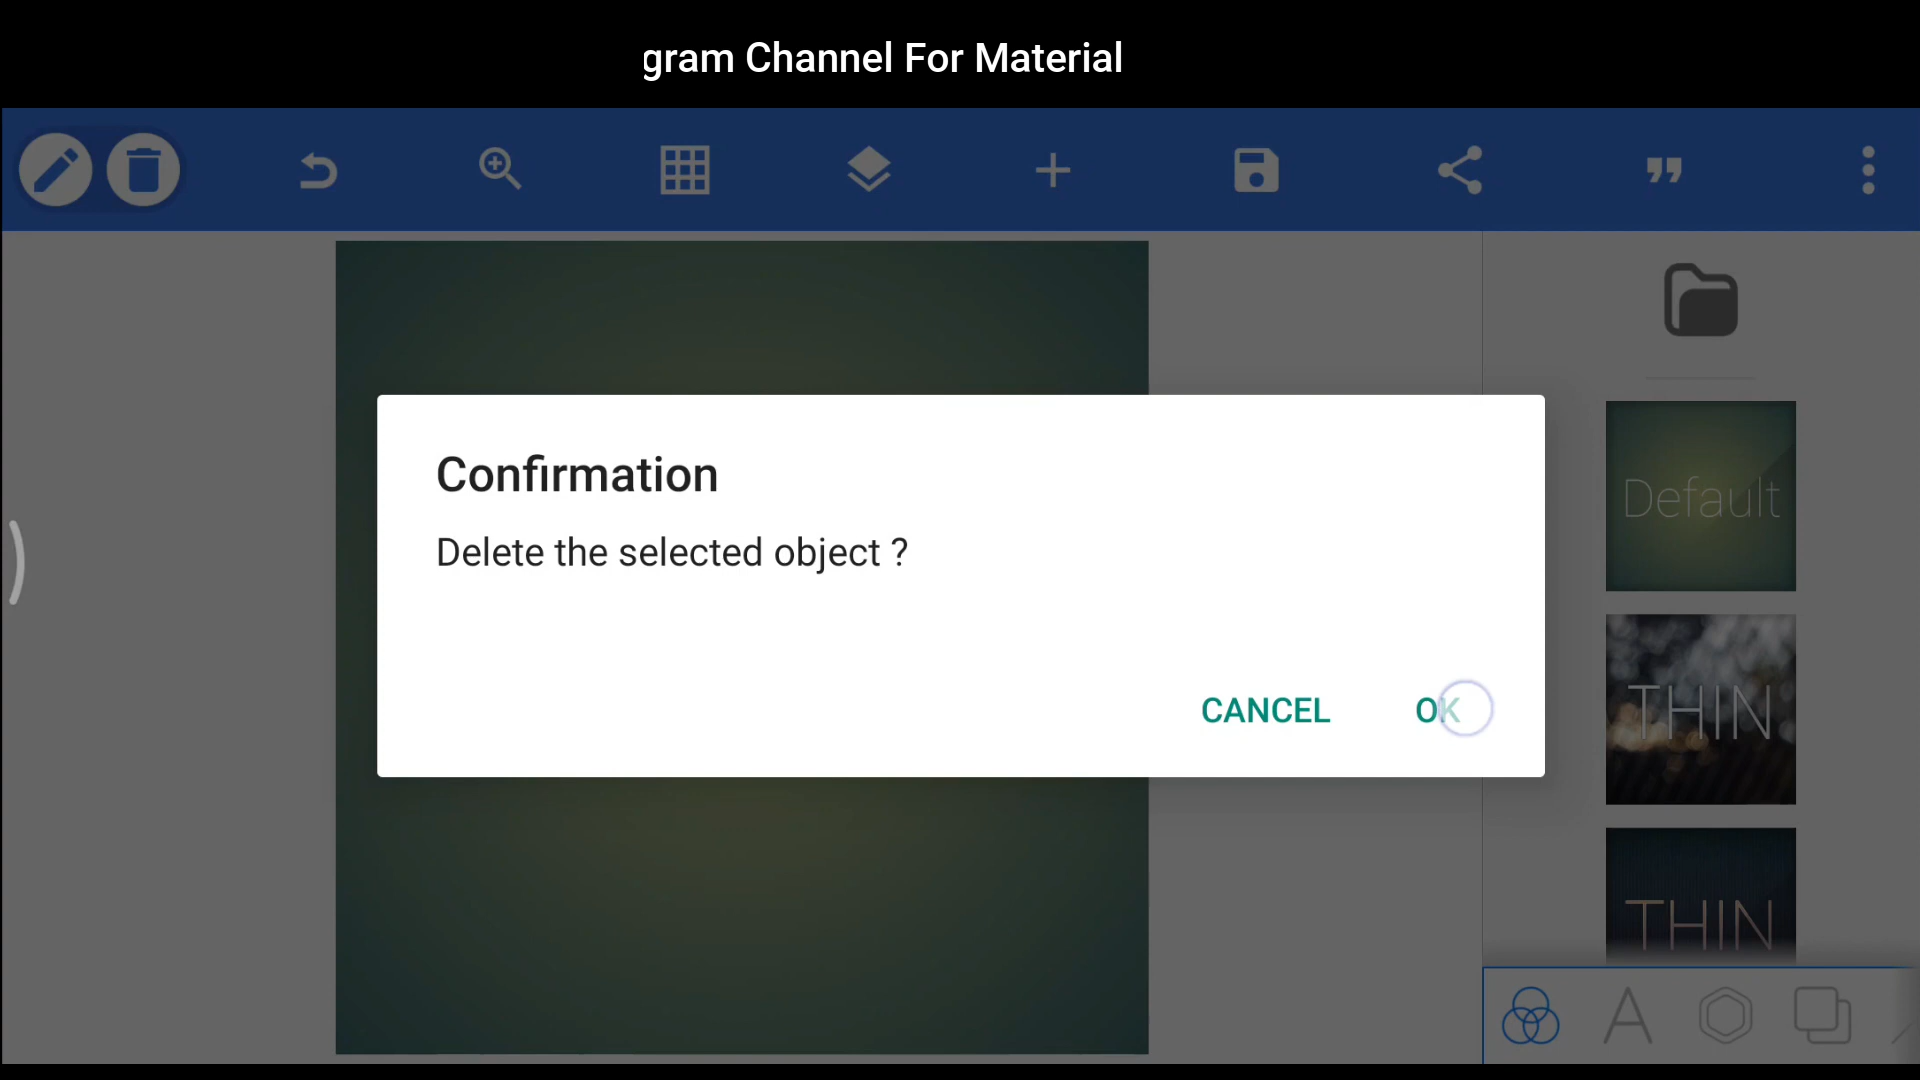 gram Channel For Material
Confirmation
Delete the selected object ?
CANCEL
OK
Default
THIN
THIN